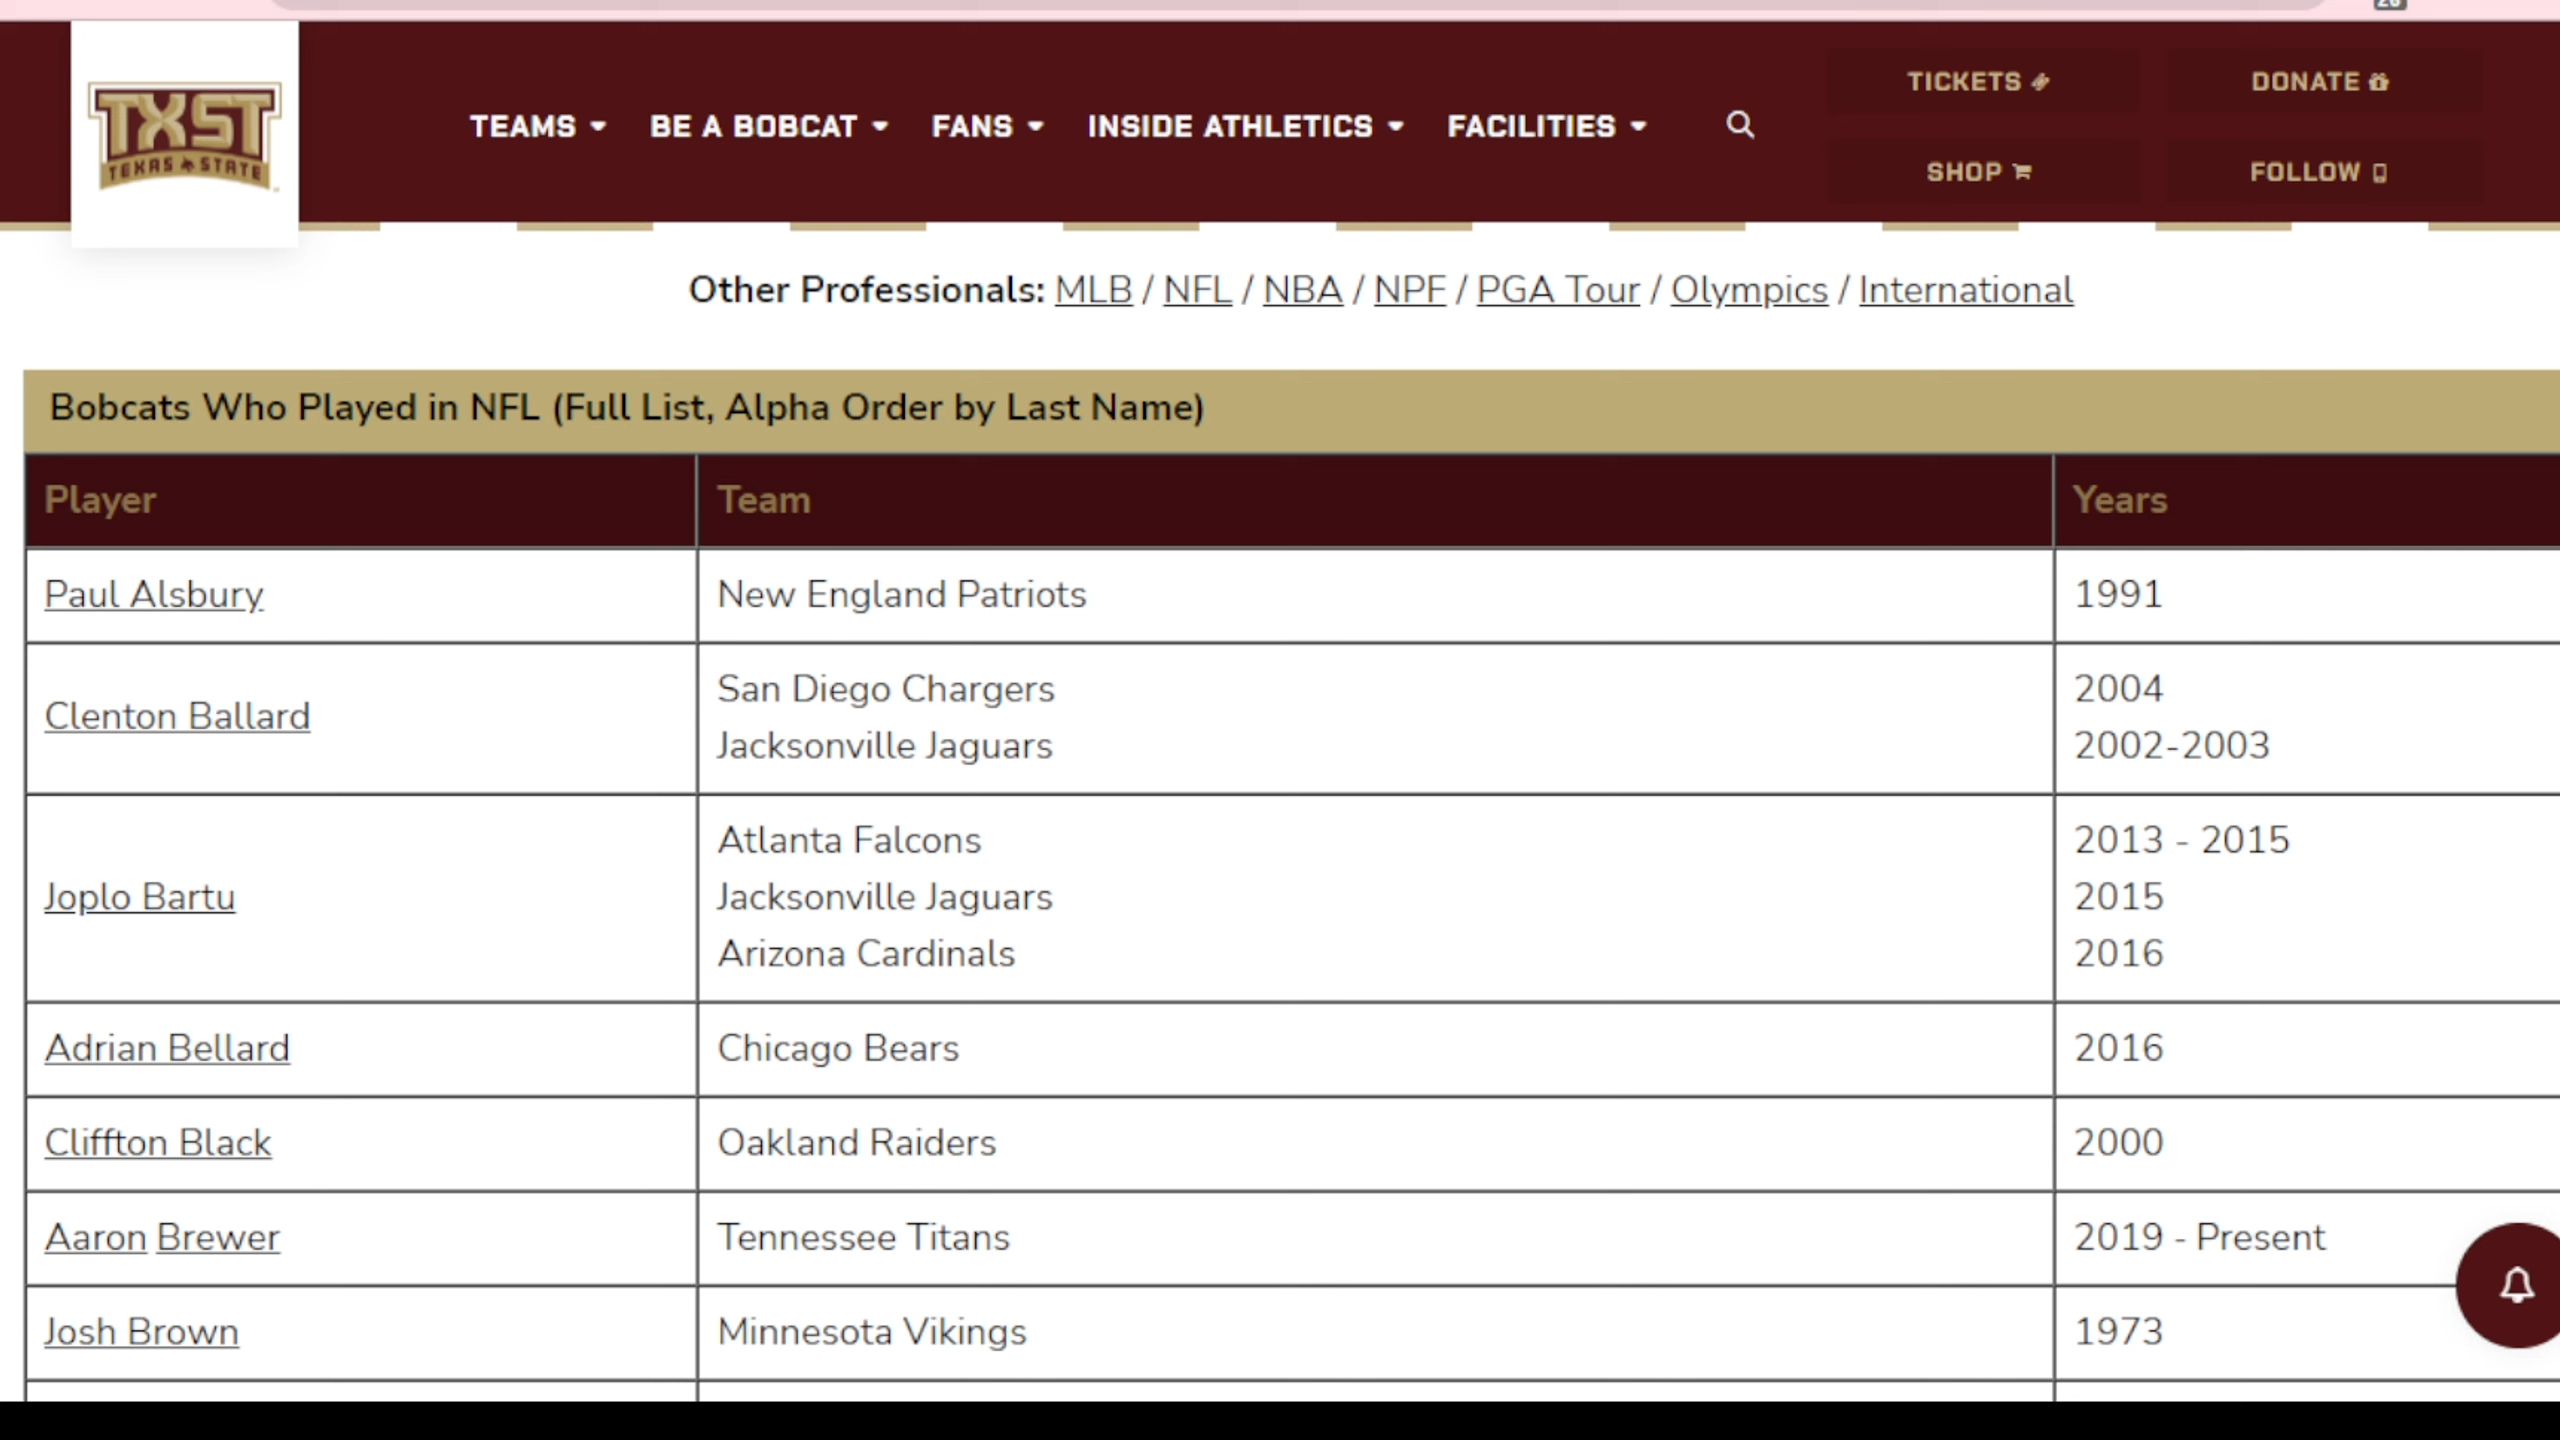 TXST
TEXAS STATE
TEAMS BE A BOBCAT FANS INSIDE ATHLETICS FACILITIES
TICKETS DONATE
SHOP FOLLOW
Other Professionals: MLB / NFL / NBA / NPF / PGA Tour / Olympics / International
Bobcats Who Played in NFL (Full List, Alpha Order by Last Name)
Player Team Years
Paul Alsbury New England Patriots 1991
Clenton Ballard
San Diego Chargers 2004
Jacksonville Jaguars 2002-2003
Joplo Bartu
Atlanta Falcons 2013 - 2015
Jacksonville Jaguars 2015
Arizona Cardinals 2016
Adrian Bellard Chicago Bears 2016
Cliffton Black Oakland Raiders 2000
Aaron Brewer Tennessee Titans 2019 - Present
Josh Brown Minnesota Vikings 1973